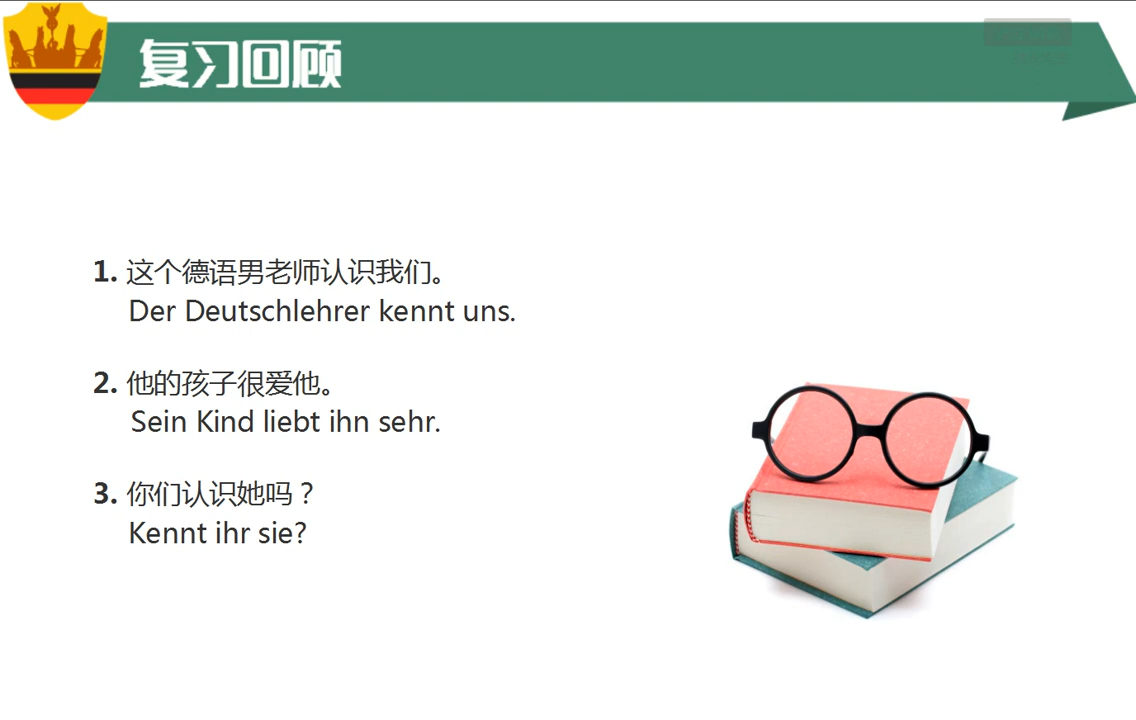 复习回顾
1. 这个德语男老师认识我们。
Der Deutschlehrer kennt uns.
2. 他的孩子很爱他。
Sein Kind liebt ihn sehr.
3. 你们认识她吗？
Kennt ihr sie?